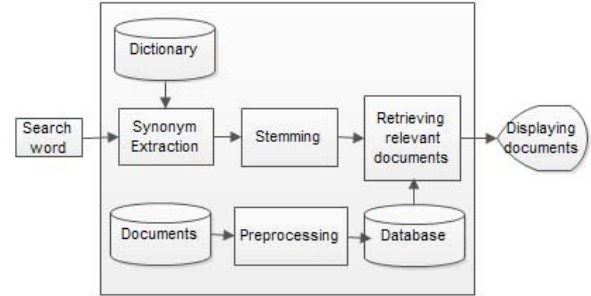 Dictionary
Search
word
Synonym
Extraction
Stemming
Retrieving
relevant
documents
Displaying
documents
Documents
Preprocessing
Database